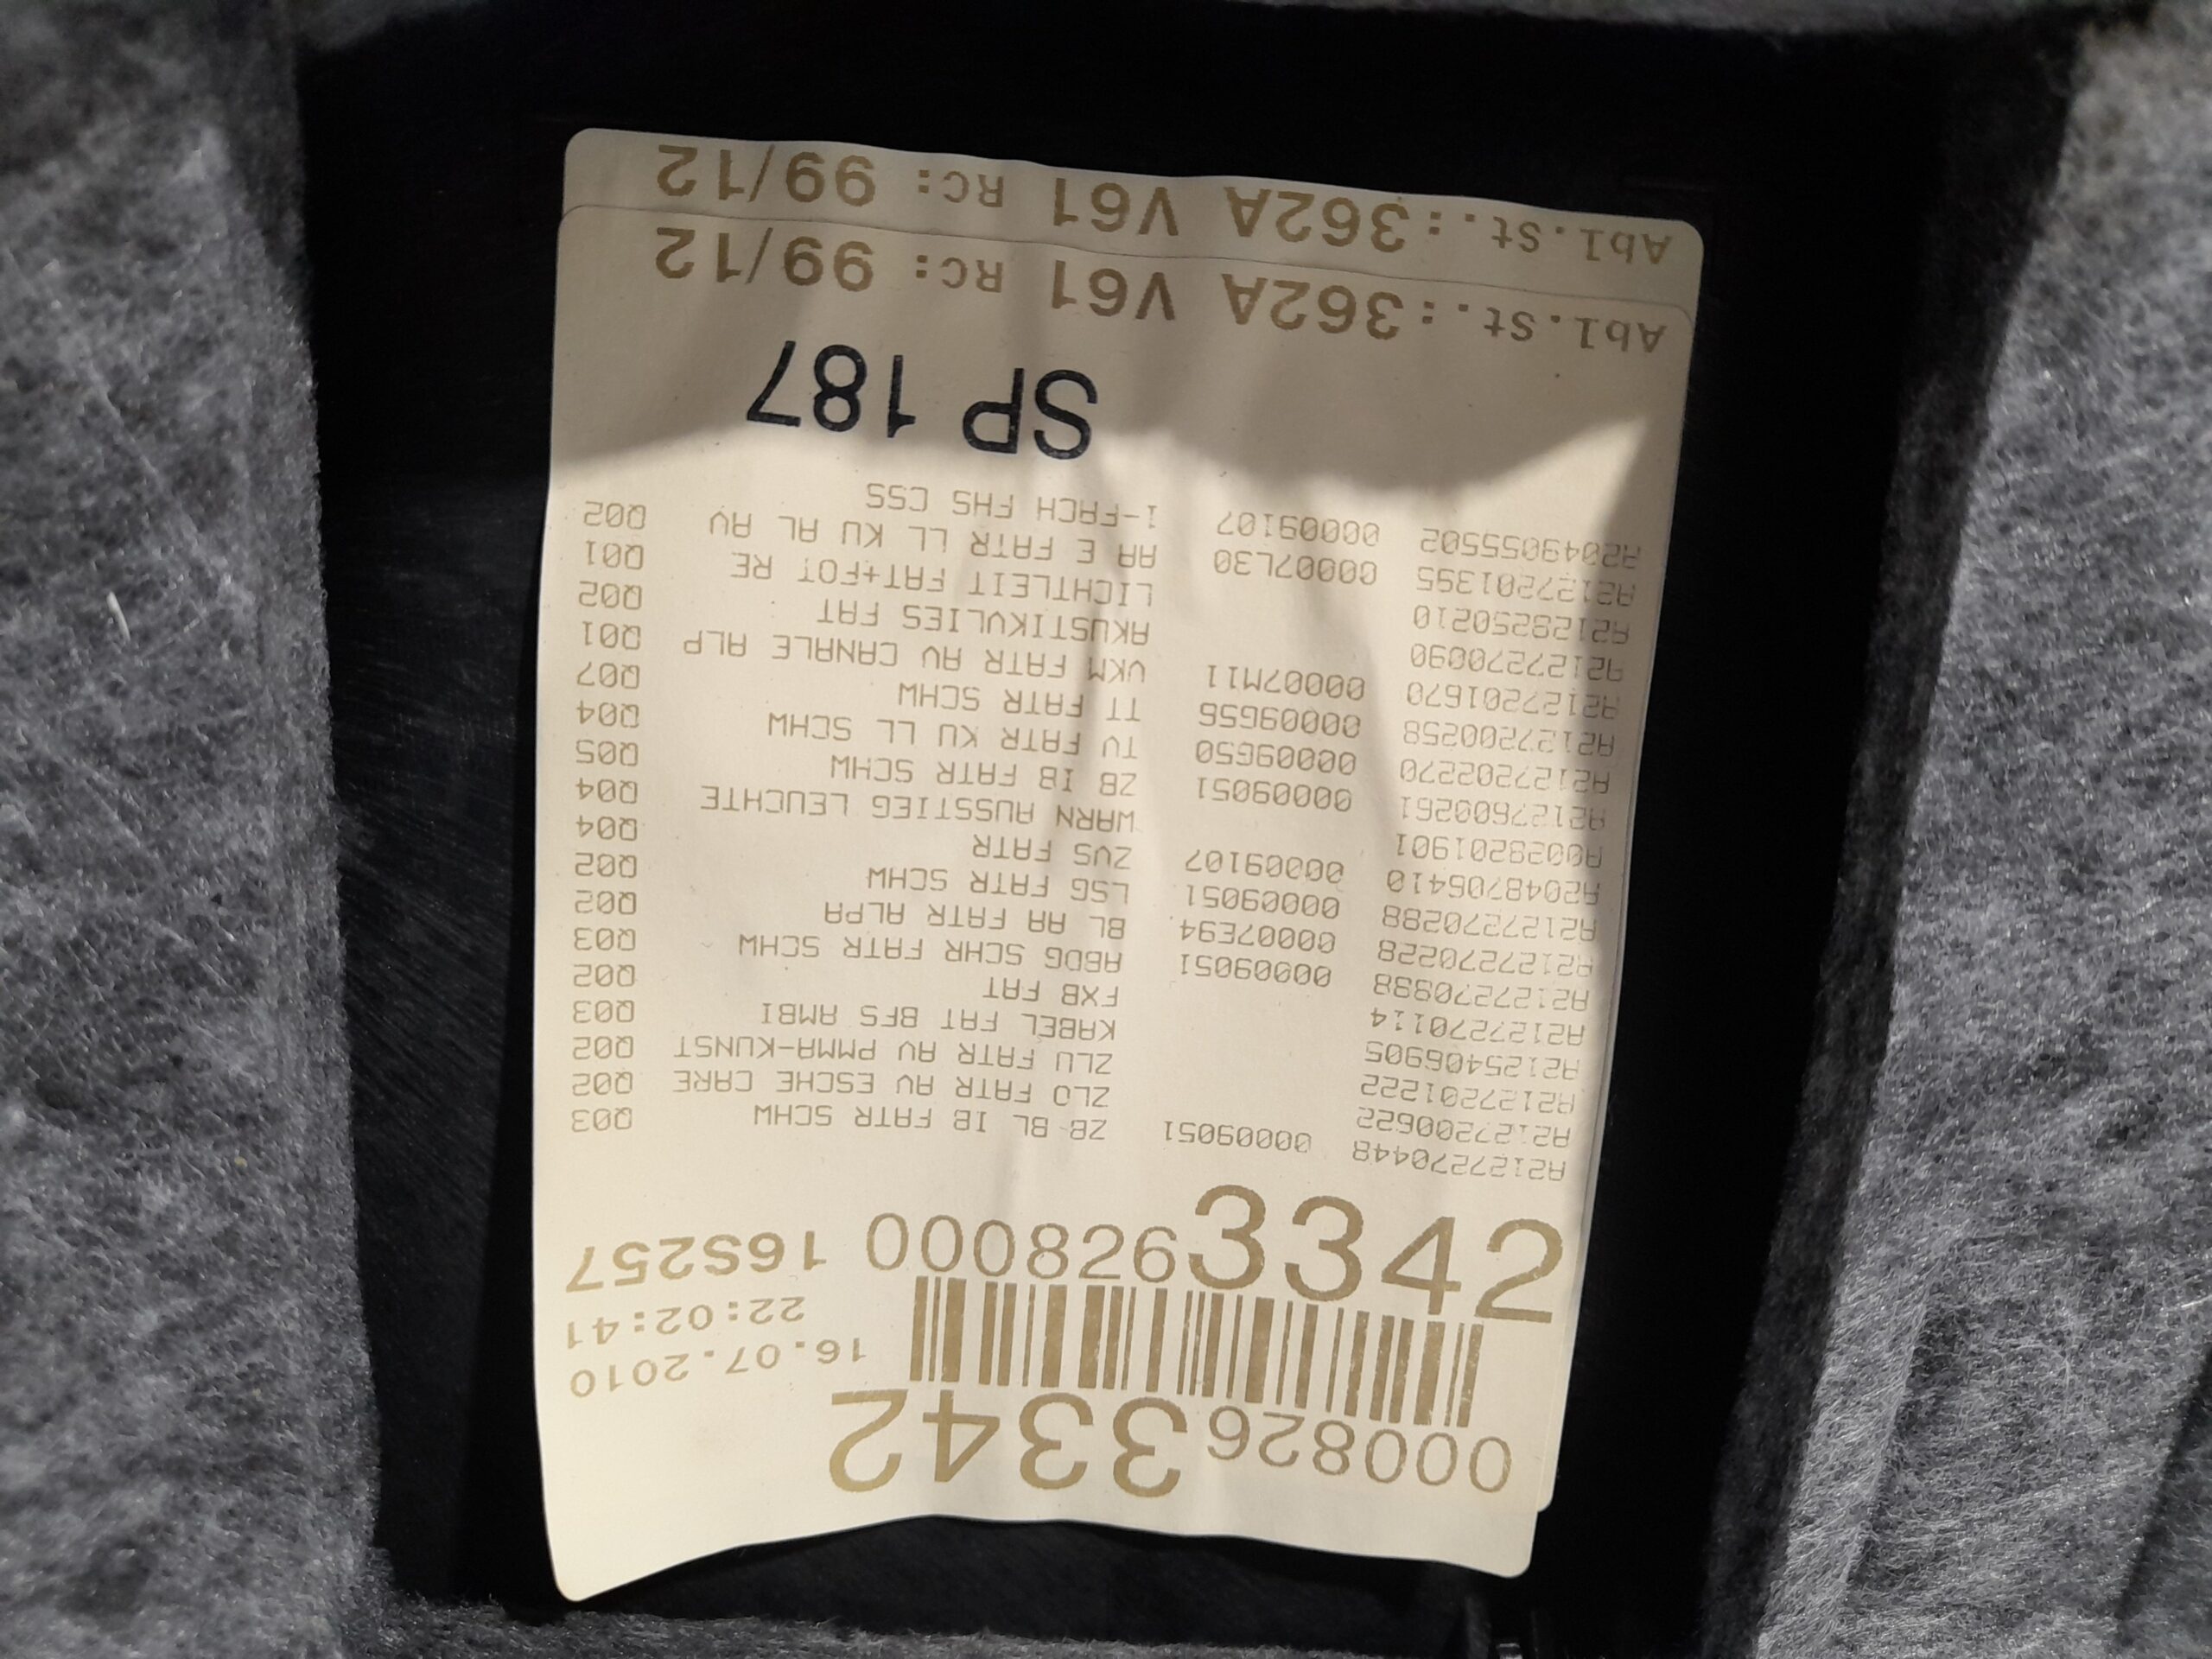 0008263342
16.07.2010
22:02:41
0008263342 16S257
A2127270448 00009051 ZB BL IB FATR SCHW Q03
A2127200622 ZLO FATR AV ESCHE CARE Q02
A2127201222 ZLU FATR AV PMMA-KUNST Q02
A2125406905 KABEL FAT BFS AMBI Q03
A2127270114 FXB FAT Q02
00009051 ABDG SCHR FATR SCHW Q03
A2127270228 00007E94 BL AA FATR ALPA Q02
A2127270288 00009051 LSG FATR SCHW Q02
A2048706410 00009107 ZVS FATR Q04
A0028201901 WARN AUSSTIEG LEUCHTE Q04
A2127600261 00009051 ZB IB FATR SCHW Q05
A2127202270 00009G50 TV FATR KU LL SCHW Q04
A2127200258 00009G56 TT FATR SCHW Q07
A2127201670 00007M11 VKM FATR AV CANALE ALP Q01
A2127270090 AKUSTIKVLIES FAT Q02
A2128250210 LICHTLEIT FAT+FOT RE Q01
A2127201395 00007L30 AA E FATR LL KU AL AV Q02
A2049055502 00009107 1-FACH FHS CSS
SP 187
Abl.St.:362A V61 RC: 99/12
Abl.St.:362A V61 RC: 99/12